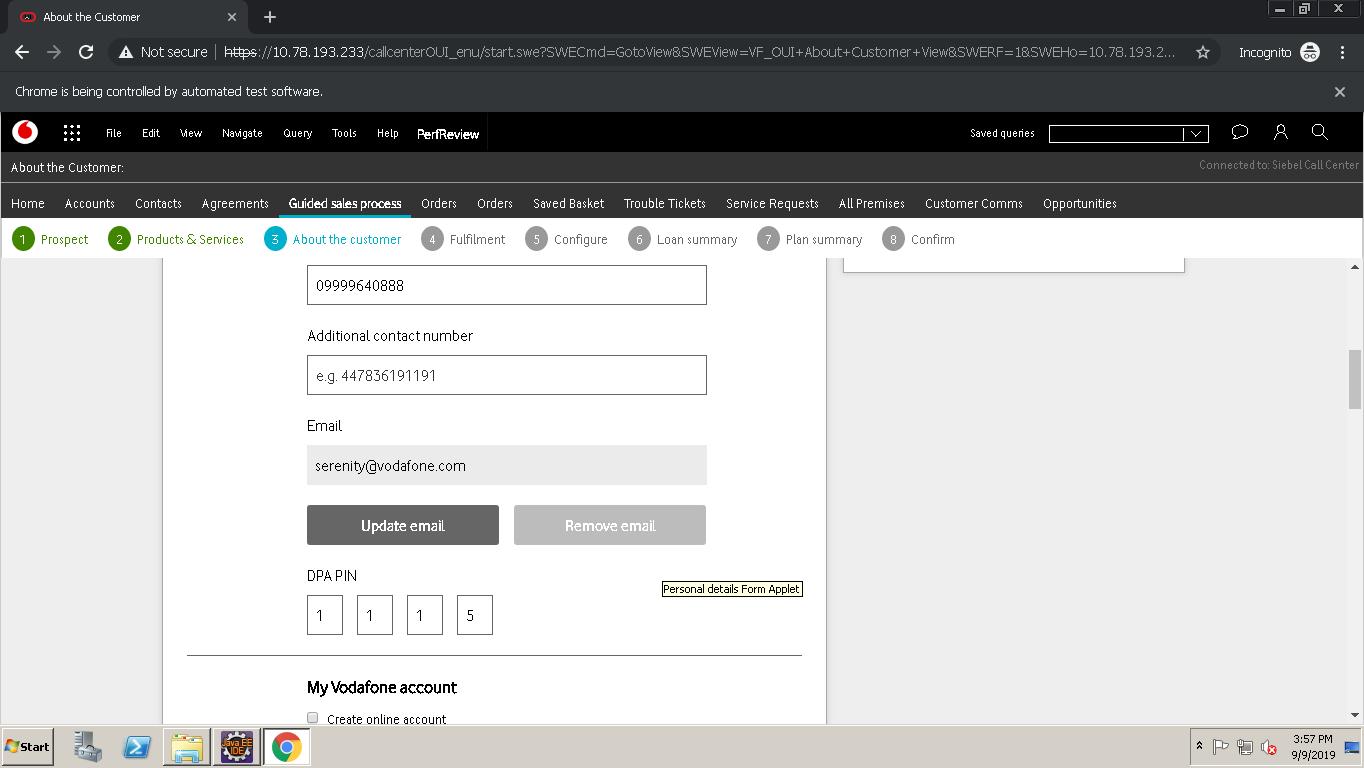 About the Customer
Not secure https://10.78.193.233/callcenterOUI_enu/start.swe?SWECmd=GotoView&SWEView=VF_OUI+About+Customer+View&SWERF=1&SWEHo=10.78.193.2...
Incognito
Chrome is being controlled by automated test software.
File Edit View Navigate Query Tools Help PerfReview Saved queries
About the Customer: Connected to: Siebel Call Center
Home Accounts Contacts Agreements Guided sales process Orders Orders Saved Basket Trouble Tickets Service Requests All Premises Customer Comms Opportunities
1 Prospect 2 Products & Services 3 About the customer 4 Fulfilment 5 Configure 6 Loan summary 7 Plan summary 8 Confirm
09999640888
Additional contact number
e.g. 447836191191
Email
serenity@vodafone.com
Update email Remove email
DPA PIN
Personal details Form Applet
1 1 1 5
My Vodafone account
Create online account
Start
Java EE IDE
3:57 PM
9/9/2019